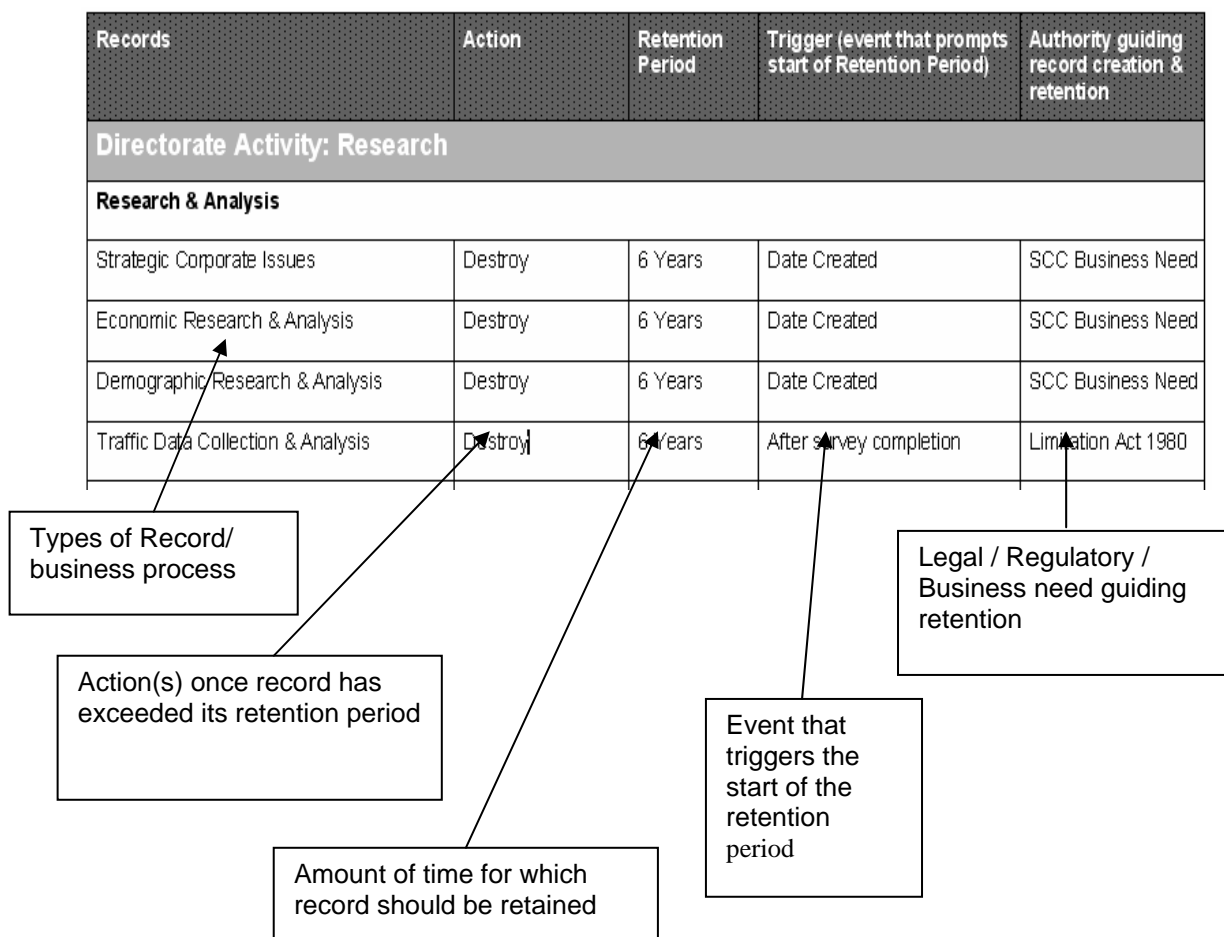 Records Action Retention Period Trigger (event that prompts start of Retention Period) Authority guiding record creation & retention
Directorate Activity: Research
Research & Analysis
Strategic Corporate Issues Destroy 6 Years Date Created SCC Business Need
Economic Research & Analysis Destroy 6 Years Date Created SCC Business Need
Demographic Research & Analysis Destroy 6 Years Date Created SCC Business Need
Traffic Data Collection & Analysis Destroy 6 Years After survey completion Limitation Act 1980
Types of Record/
business process
Legal / Regulatory /
Business need guiding
retention
Action(s) once record has
exceeded its retention period
Event that
triggers the
start of the
retention
period
Amount of time for which
record should be retained